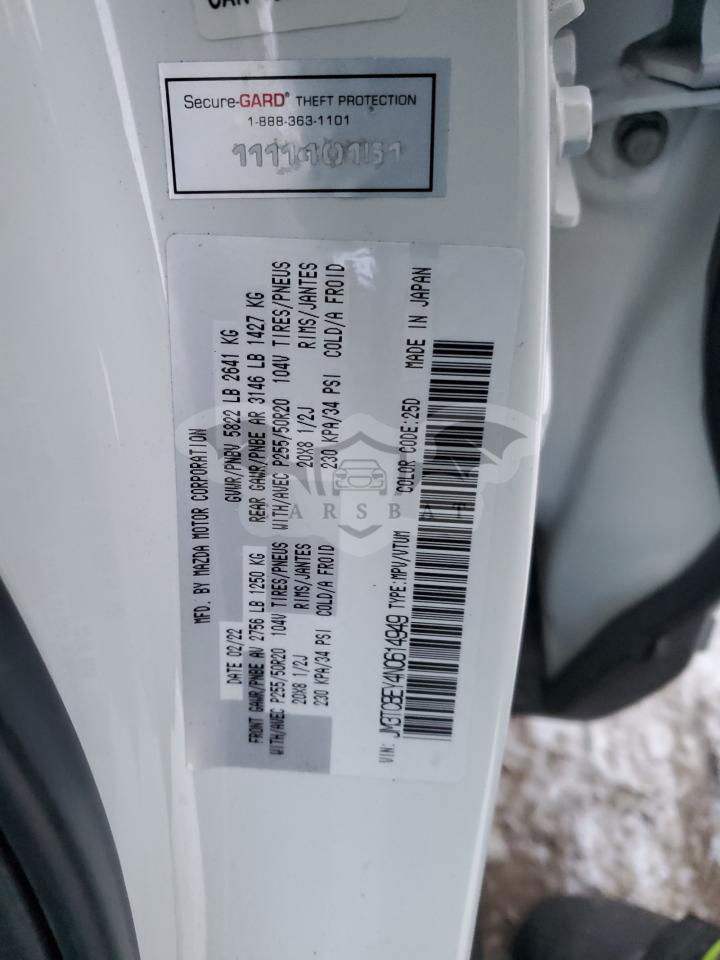 Secure-GARD® THEFT PROTECTION
1-888-363-1101
MFD. BY MAZDA MOTOR CORPORATION
DATE 02/22 GVWR/PNBV 5822 LB 2641 KG
FRONT GAWR/PNBE AV 2756 LB 1250 KG REAR GAWR/PNBE AR 3146 LB 1427 KG
WITH/AVEC P255/50R20 104V TIRES/PNEUS WITH/AVEC P255/50R20 104V TIRES/PNEUS
20X8 1/2J RIMS/JANTES 20X8 1/2J RIMS/JANTES
230 KPA/34 PSI COLD/A FROID 230 KPA/34 PSI COLD/A FROID
VIN: JM3TCBEY4N0614949 TYPE:MPV/VTUM COLOR CODE:25D MADE IN JAPAN
ARSBAT